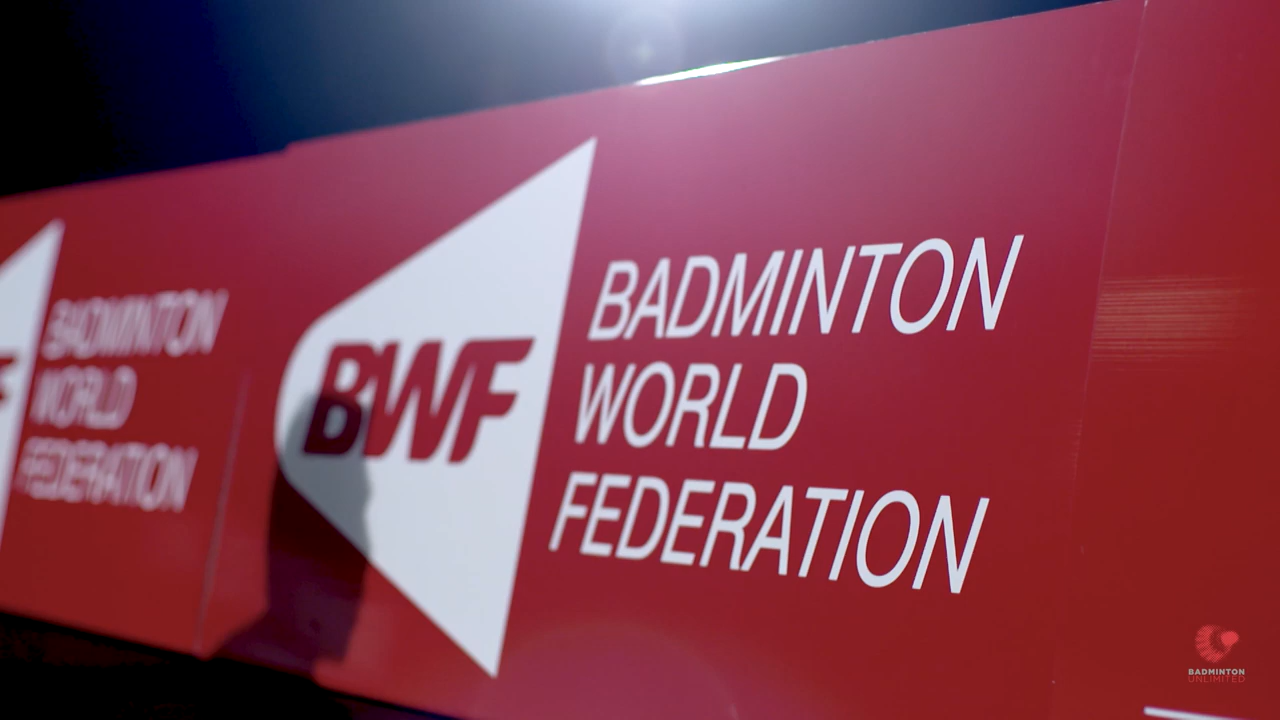 BADMINTON
WORLD
FEDERATION
BWF
BADMINTON
WORLD
FEDERATION
BADMINTON
UNLIMITED